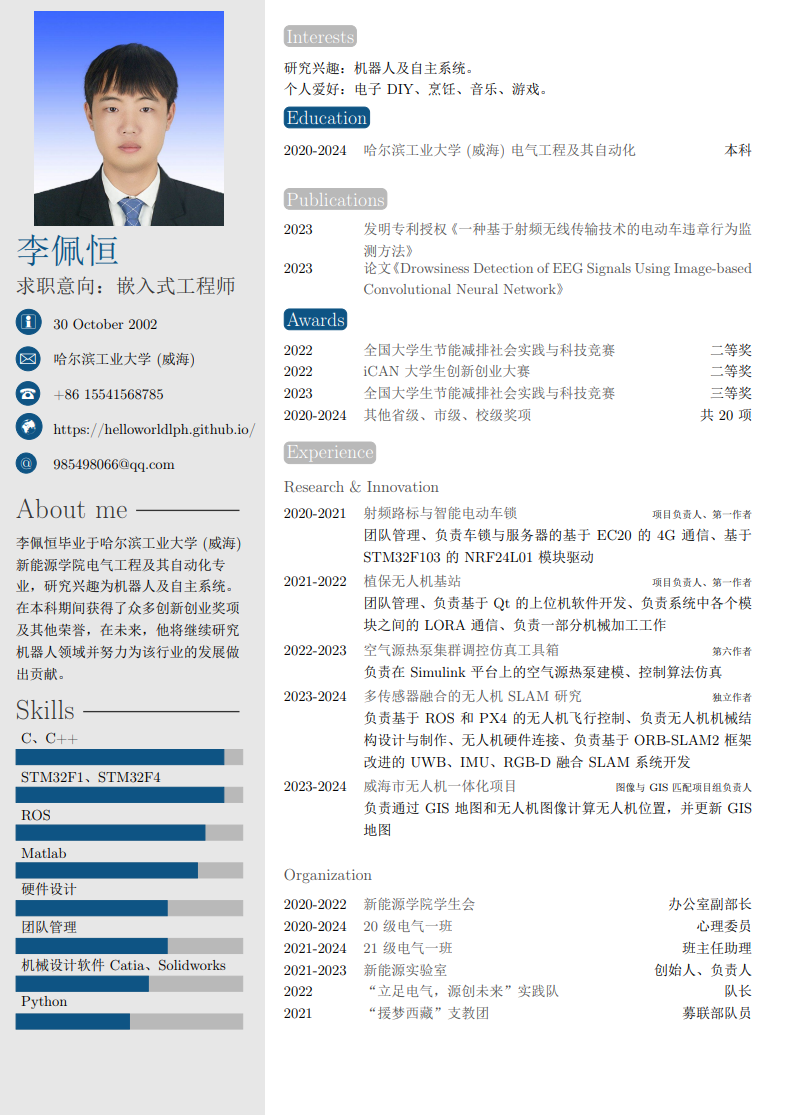 李佩恒
求职意向：嵌入式工程师
30 October 2002
哈尔滨工业大学 (威海)
+86 15541568785
https://helloworldlph.github.io/
@
985498066@qq.com
About me
李佩恒毕业于哈尔滨工业大学 (威海)
新能源学院电气工程及其自动化专
业，研究兴趣为机器人及自主系统。
在本科期间获得了众多创新创业奖项
及其他荣誉，在未来，他将继续研究
机器人领域并努力为该行业的发展做
出贡献。
Skills
C、C++
STM32F1、STM32F4
ROS
Matlab
硬件设计
团队管理
机械设计软件 Catia、Solidworks
Python
Interests
研究兴趣：机器人及自主系统。
个人爱好：电子 DIY、烹饪、音乐、游戏。
Education
2020-2024 哈尔滨工业大学 (威海) 电气工程及其自动化 本科
Publications
2023 发明专利授权《一种基于射频无线传输技术的电动车违章行为监
测方法》
2023 论文《Drowsiness Detection of EEG Signals Using Image-based
Convolutional Neural Network》
Awards
2022 全国大学生节能减排社会实践与科技竞赛 二等奖
2022 iCAN 大学生创新创业大赛 二等奖
2023 全国大学生节能减排社会实践与科技竞赛 三等奖
2020-2024 其他省级、市级、校级奖项 共 20 项
Experience
Research & Innovation
2020-2021 射频路标与智能电动车锁 项目负责人、第一作者
团队管理、负责车锁与服务器的基于 EC20 的 4G 通信、基于
STM32F103 的 NRF24L01 模块驱动
2021-2022 植保无人机基站 项目负责人、第一作者
团队管理、负责基于 Qt 的上位机软件开发、负责系统中各个模
块之间的 LORA 通信、负责一部分机械加工工作
2022-2023 空气源热泵集群调控仿真工具箱 第六作者
负责在 Simulink 平台上的空气源热泵建模、控制算法仿真
2023-2024 多传感器融合的无人机 SLAM 研究 独立作者
负责基于 ROS 和 PX4 的无人机飞行控制、负责无人机机械结
构设计与制作、无人机硬件连接、负责基于 ORB-SLAM2 框架
改进的 UWB、IMU、RGB-D 融合 SLAM 系统开发
2023-2024 威海市无人机一体化项目 图像与 GIS 匹配项目组负责人
负责通过 GIS 地图和无人机图像计算无人机位置，并更新 GIS
地图
Organization
2020-2022 新能源学院学生会 办公室副部长
2020-2024 20 级电气一班 心理委员
2021-2024 21 级电气一班 班主任助理
2021-2023 新能源实验室 创始人、负责人
2022 “立足电气，源创未来”实践队 队长
2021 “援梦西藏”支教团 募联部队员